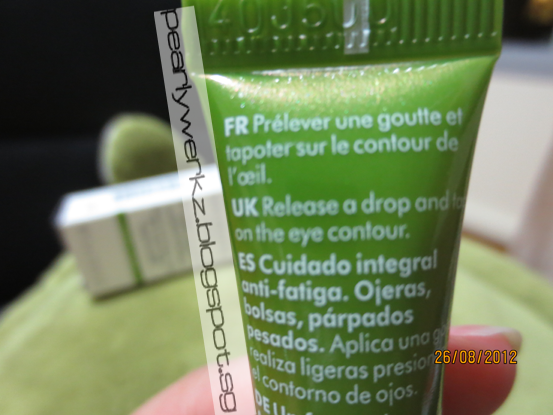 40J5
FR Prélever une goutte et
tapoter sur le contour de
l'œil.
UK Release a drop and
on the eye contour.
ES Cuidado integral
anti-fatiga. Ojeras,
bolsas, párpados
pesados. Aplica una
realiza ligeras
el contorno de ojos.
DE
pearlywerkz.blogspot.sg
26/08/2012